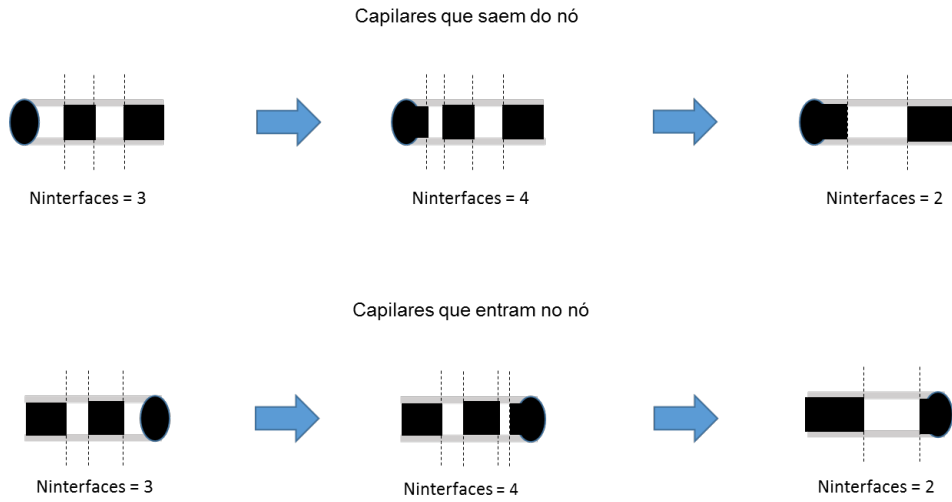 Capilares que saem do nó
Ninterfaces = 3
Ninterfaces = 4
Ninterfaces = 2
Capilares que entram no nó
Ninterfaces = 3
Ninterfaces = 4
Ninterfaces = 2